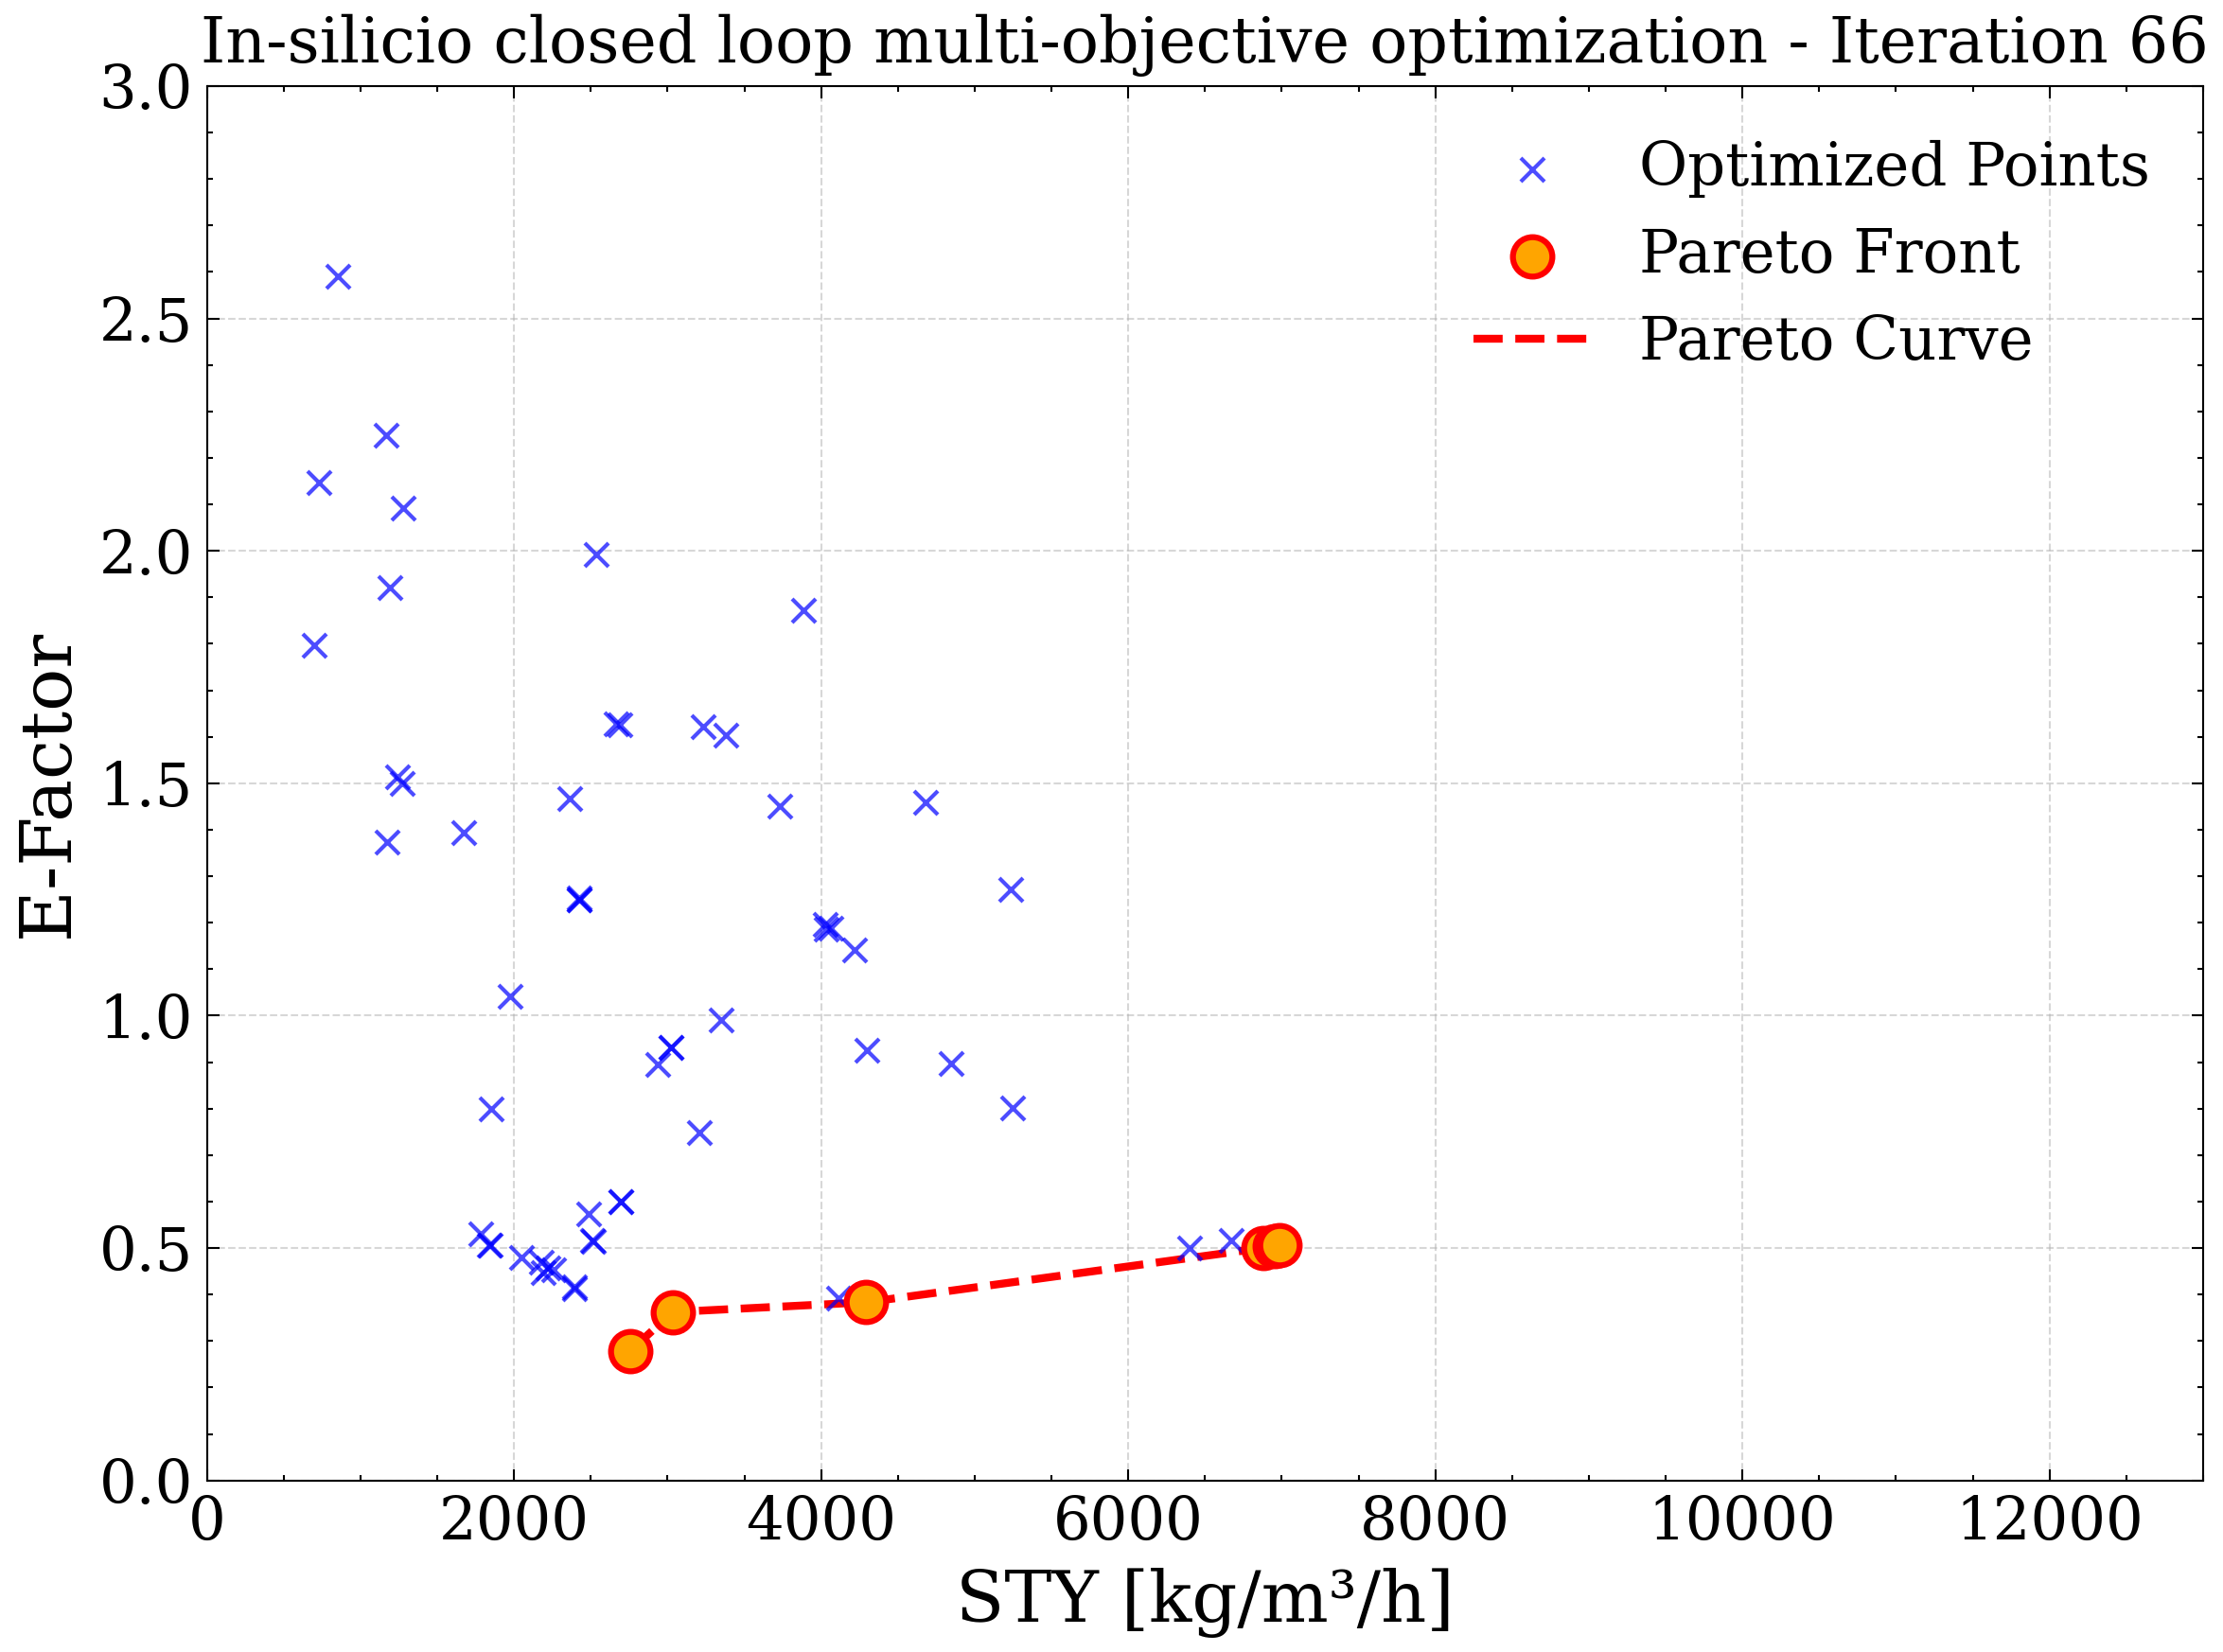 In-silicio closed loop multi-objective optimization - Iteration 66
3.0
2.5
2.0
1.5
1.0
0.5
0.0
E-Factor
Optimized Points
Pareto Front
Pareto Curve
0 2000 4000 6000 8000 10000 12000
STY [kg/m³/h]